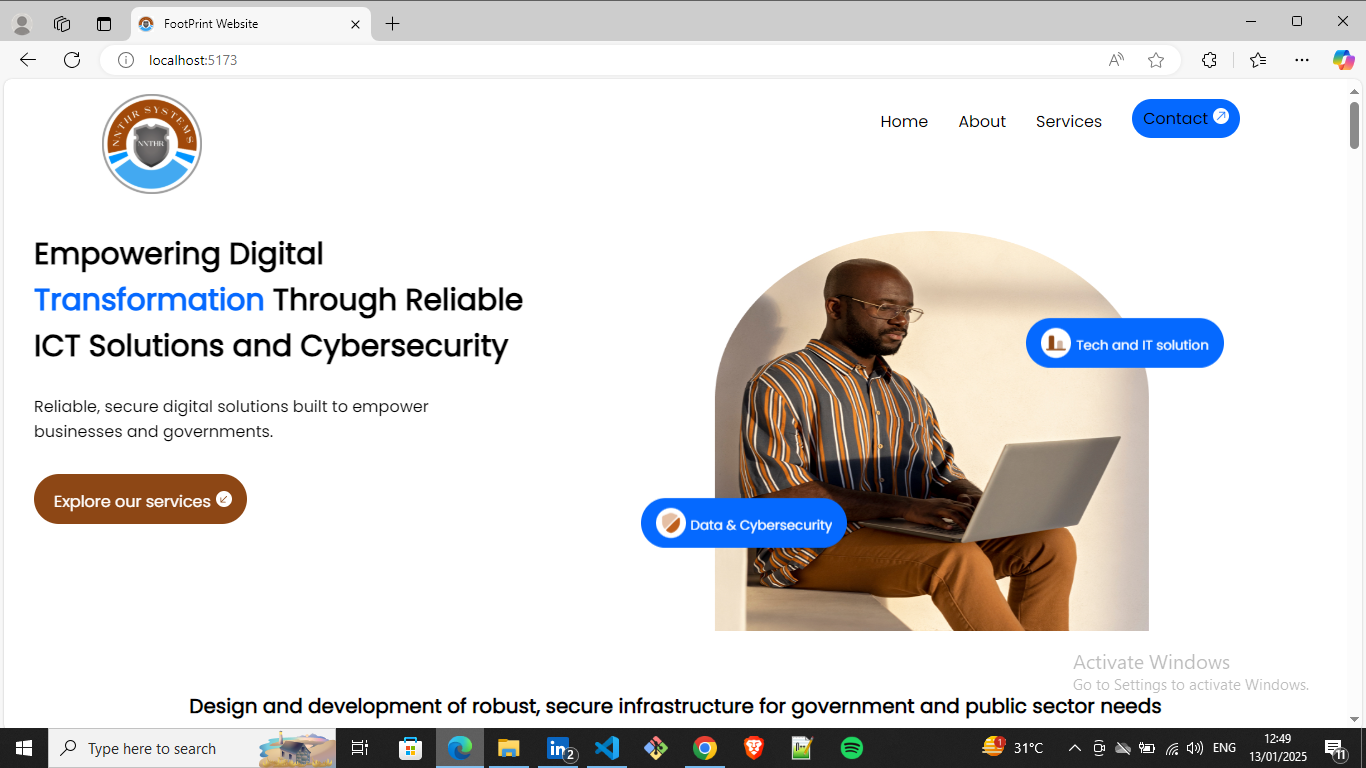 FootPrint Website
localhost:5173
NNTHR SYSTEMS
NNTHR
Home
About
Services
Contact
Empowering Digital
Transformation Through Reliable
ICT Solutions and Cybersecurity
Reliable, secure digital solutions built to empower
businesses and governments.
Explore our services
Tech and IT solution
Data & Cybersecurity
Activate Windows
Go to Settings to activate Windows.
Design and development of robust, secure infrastructure for government and public sector needs
Type here to search
2
1
31°C
ENG
12:49
13/01/2025
11